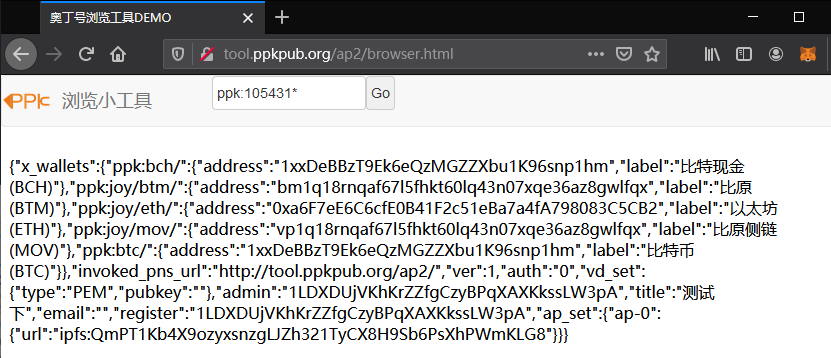 奥丁号浏览工具DEMO
tool.ppkpub.org/ap2/browser.html
PPk 浏览小工具 ppk:105431* Go
{"x_wallets":{"ppk:bch/":{"address":"1xxDeBBzT9Ek6eQzMGZZXbu1K96snp1hm","label":"比特现金
(BCH)"},"ppk:joy/btm/":{"address":"bm1q18rnqaf67l5fhkt60lq43n07xqe36az8gwlfqx","label":"比原
(BTM)"},"ppk:joy/eth/":{"address":"0xa6F7eE6C6cfE0B41F2c51eBa7a4fA798083C5CB2","label":"以太坊
(ETH)"},"ppk:joy/mov/":{"address":"vp1q18rnqaf67l5fhkt60lq43n07xqe36az8gwlfqx","label":"比原侧链
(MOV)"},"ppk:btc/":{"address":"1xxDeBBzT9Ek6eQzMGZZXbu1K96snp1hm","label":"比特币
(BTC)"}},"invoked_pns_url":"http://tool.ppkpub.org/ap2/","ver":1,"auth":"0","vd_set":
{"type":"PEM","pubkey":""},"admin":"1LDXDUjVKhKrZZfgCzyBPqXAXKkssLW3pA","title":"测试
下","email":"","register":"1LDXDUjVKhKrZZfgCzyBPqXAXKkssLW3pA","ap_set":{"ap-0":
{"url":"ipfs:QmPT1Kb4X9ozyxsnzgLJZh321TyCX8H9Sb6PsXhPWmKLG8"}}}